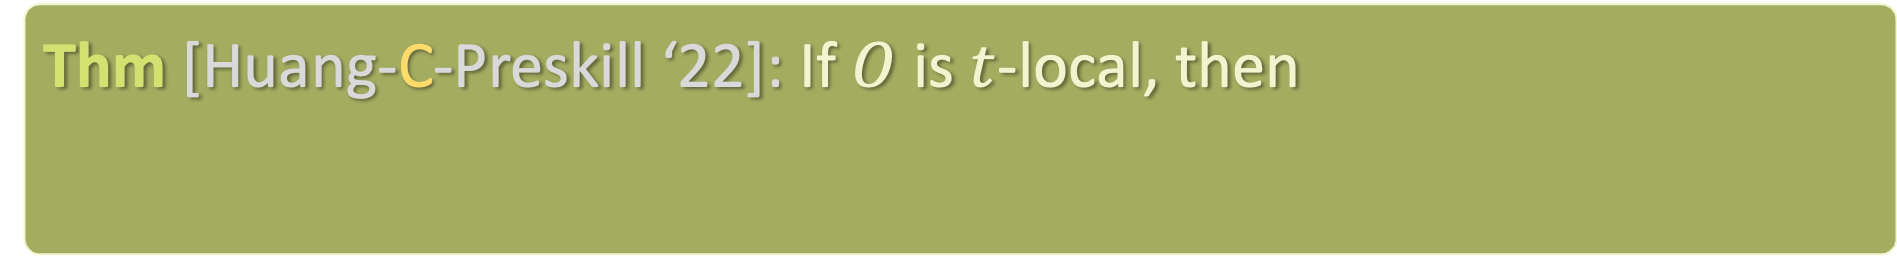 Thm [Huang-C-Preskill ‘22]: If O is t-local, then